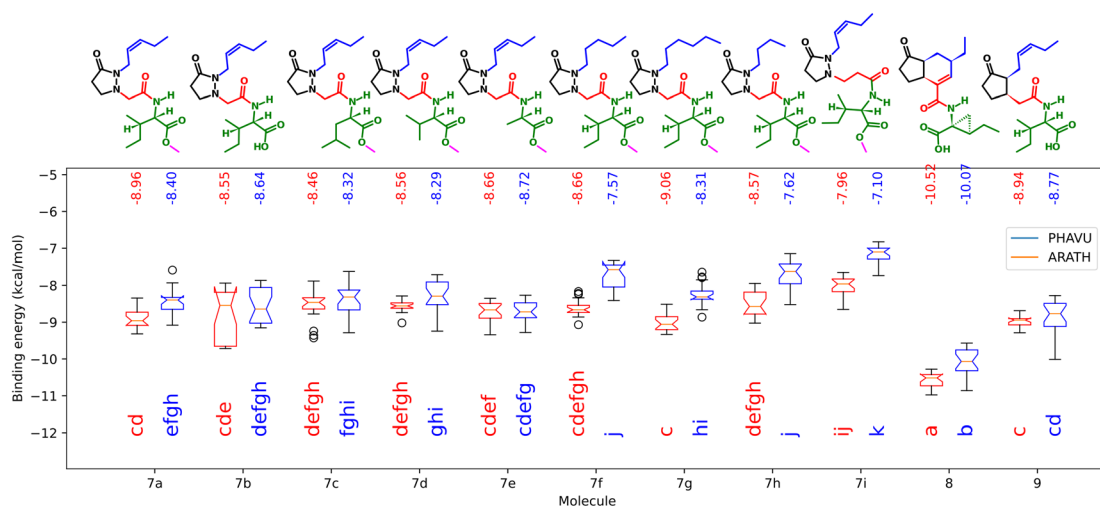 -8.96 -8.40 -8.55 -8.64 -8.46 -8.32 -8.56 -8.29 -8.66 -8.72 -8.66 -7.57 -9.06 -8.31 -8.57 -7.62 -7.96 -7.10 -10.52 -10.07 -8.94 -8.77
−5
−6
−7
−8
−9
−10
−11
−12
Binding energy (kcal/mol)
PHAVU
ARATH
cd efgh cde defgh defgh fghi defgh ghi cdef cdefg cdefgh j c hi defgh j ij k a b c cd
7a 7b 7c 7d 7e 7f 7g 7h 7i 8 9
Molecule